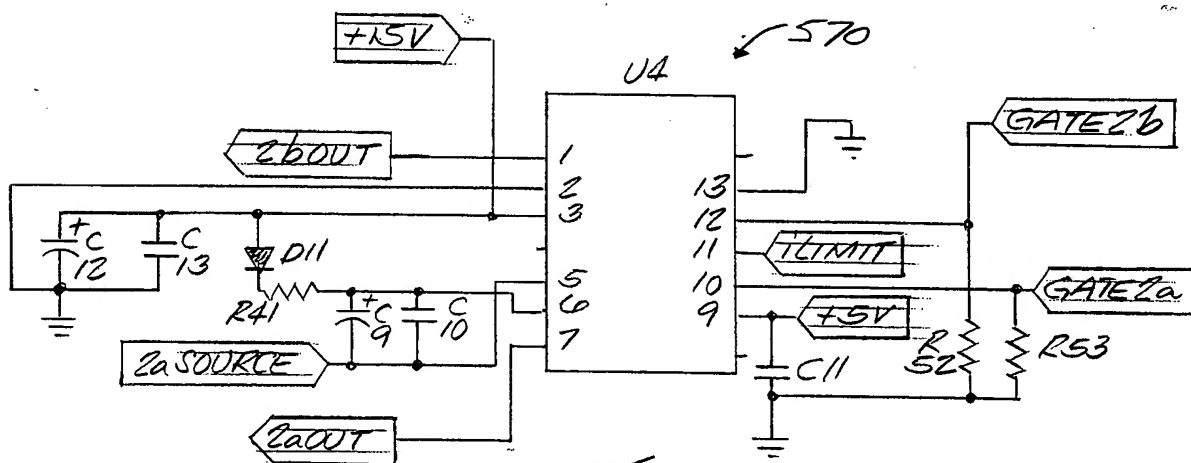 +15V
570
U4
GATE2b
2bOUT
1
2
3
5
6
7
13
12
11
10
9
+ C
12
C
13
D11
iLIMIT
R41
+ C
9
C
10
GATE2a
+5V
2aSOURCE
C11
R
52
R53
2aOUT